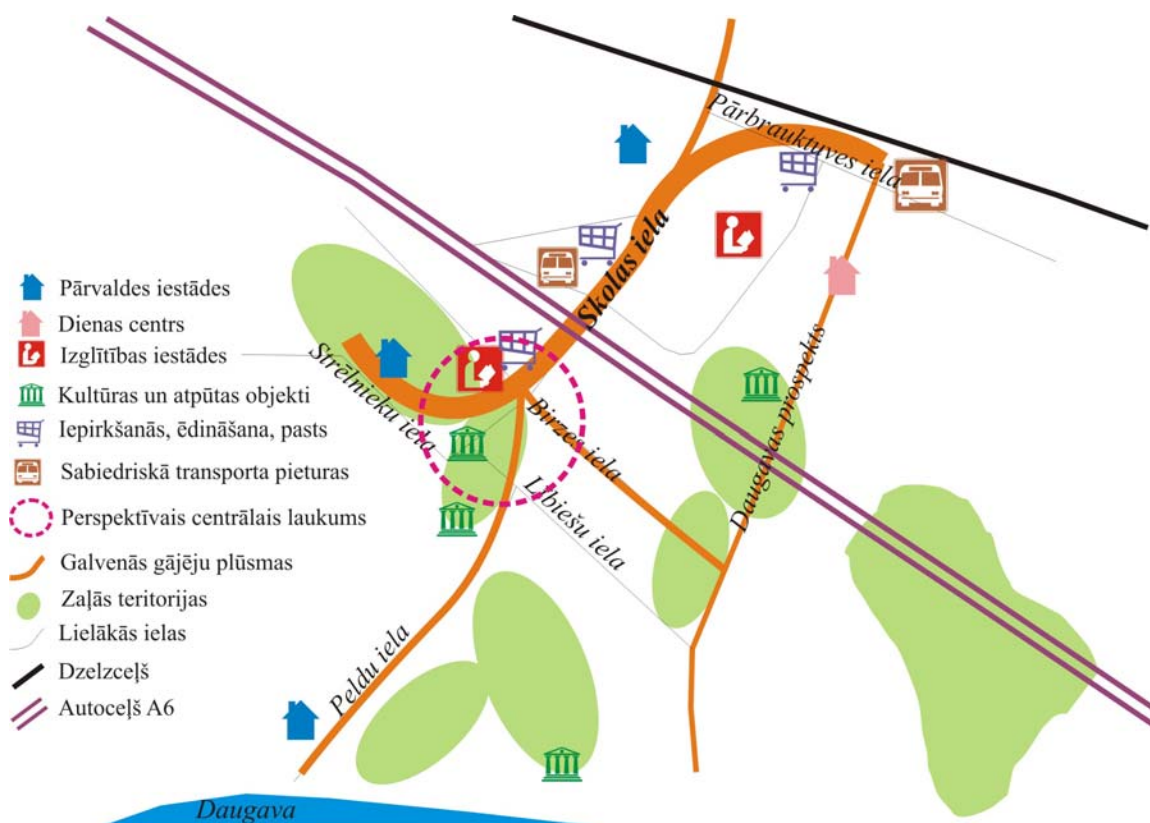 Pārbrauktuves iela
Skolas iela
Strēlnieku iela
Birzes iela
Lībiešu iela
Daugavas prospekts
Peldu iela
Daugava
Pārvaldes iestādes
Dienas centrs
Izglītības iestādes
Kultūras un atpūtas objekti
Iepirkšanās, ēdināšana, pasts
Sabiedriskā transporta pieturas
Perspektīvais centrālais laukums
Galvenās gājēju plūsmas
Zaļās teritorijas
Lielākās ielas
Dzelzceļš
Autoceļš A6